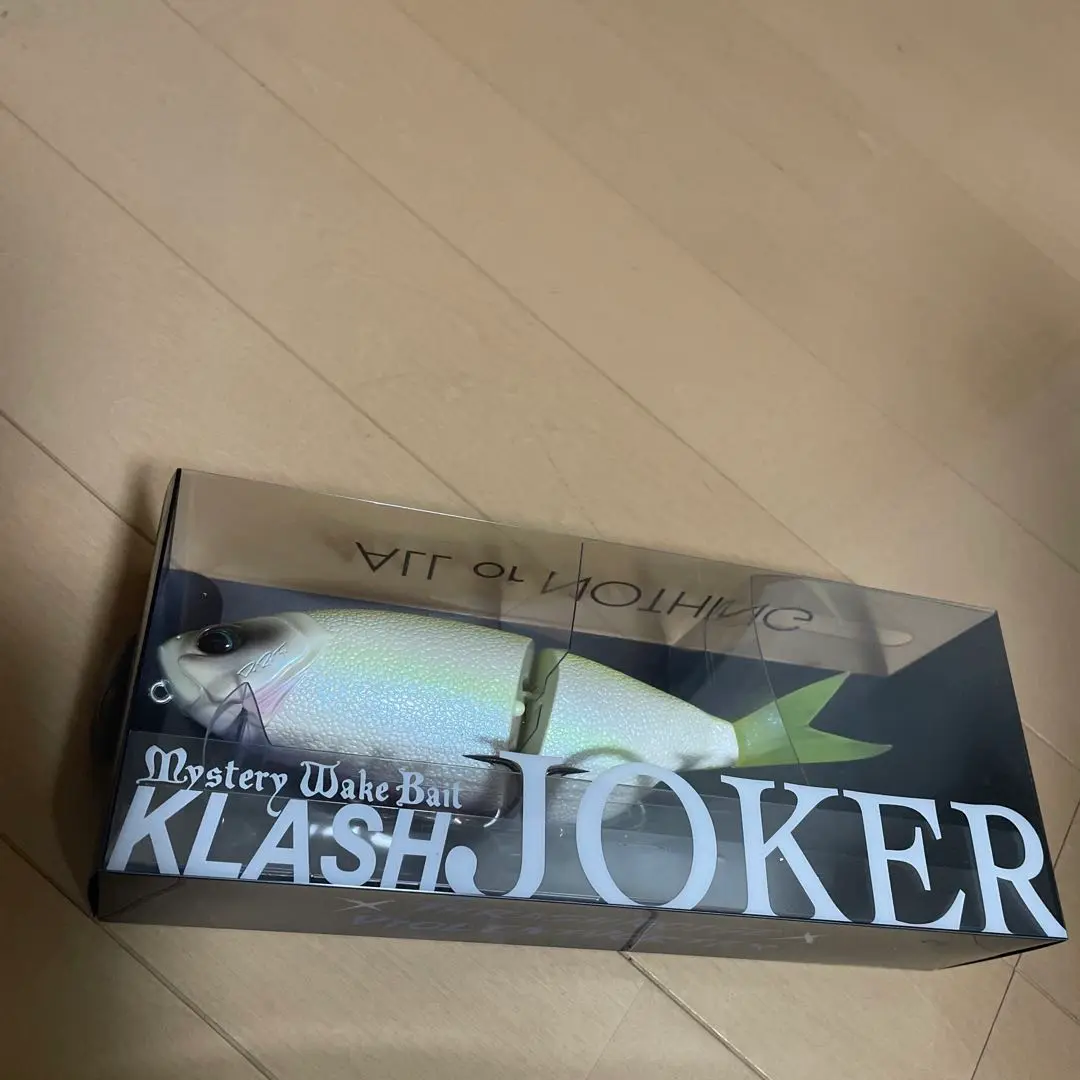 ALL or NOTHING
Mystery Wake Bait
KLASH JOKER